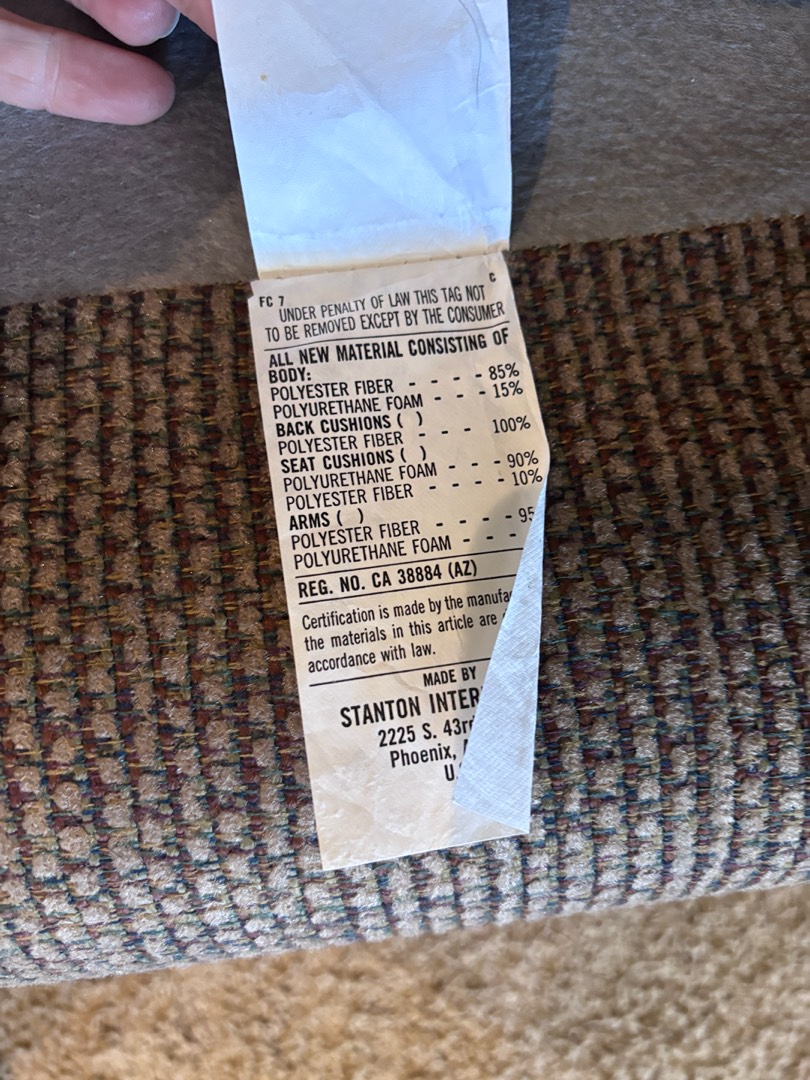 FC 7
C
UNDER PENALTY OF LAW THIS TAG NOT
TO BE REMOVED EXCEPT BY THE CONSUMER
ALL NEW MATERIAL CONSISTING OF
BODY:
POLYESTER FIBER - - - - 85%
POLYURETHANE FOAM - - - 15%
BACK CUSHIONS ( )
POLYESTER FIBER - - - 100%
SEAT CUSHIONS ( )
POLYURETHANE FOAM - - - 90%
POLYESTER FIBER - - - - 10%
ARMS ( )
POLYESTER FIBER - - - - 95
POLYURETHANE FOAM - - -
REG. NO. CA 38884 (AZ)
Certification is made by the
the materials in this article are
accordance with law.
MADE BY
STANTON
2225 S.
Phoenix,